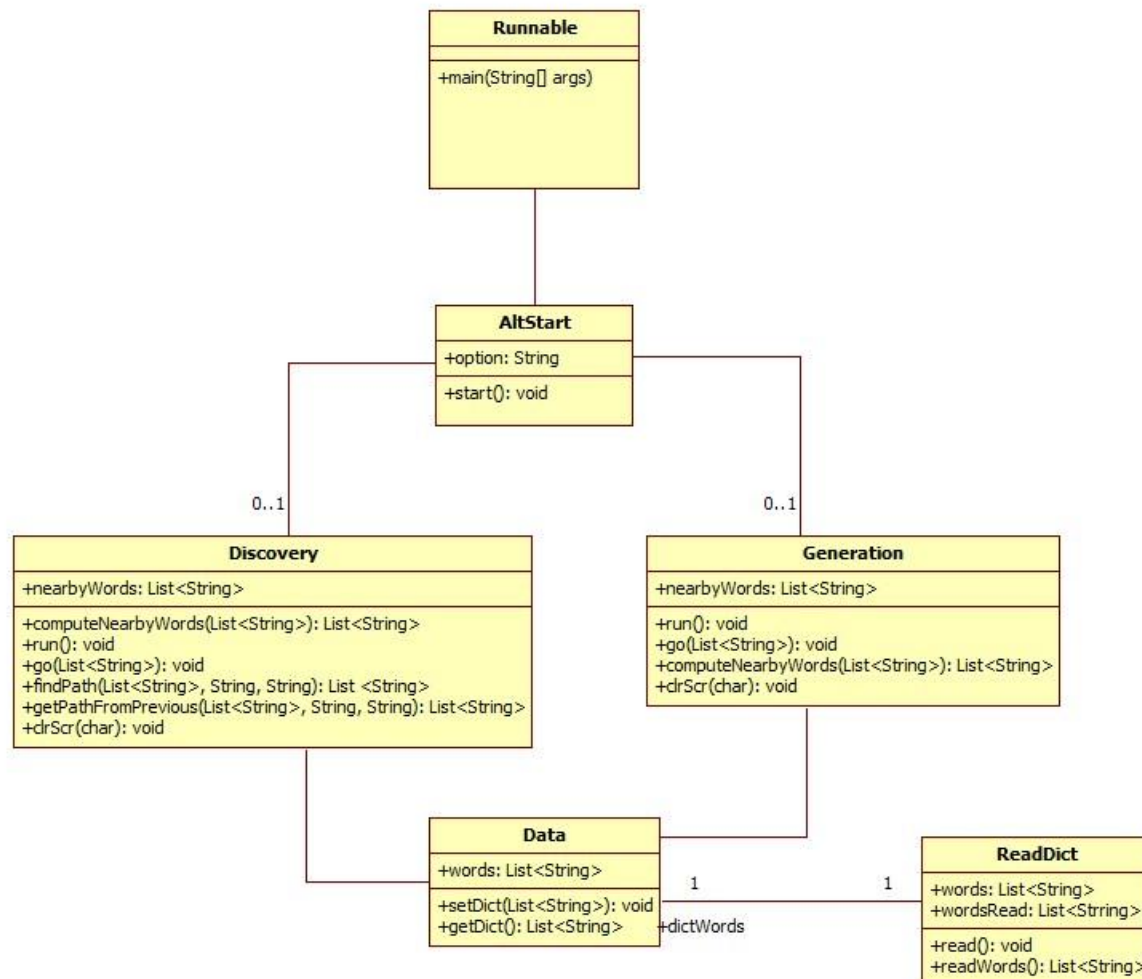 Runnable
+main(String[] args)
AltStart
+option: String
+start(): void
0..1
0..1
Discovery
+nearbyWords: List<String>
+computeNearbyWords(List<String>): List<String>
+run(): void
+go(List<String>): void
+findPath(List<String>, String, String): List <String>
+getPathFromPrevious(List<String>, String, String): List<String>
+clrScr(char): void
Generation
+nearbyWords: List<String>
+run(): void
+go(List<String>): void
+computeNearbyWords(List<String>): List<String>
+clrScr(char): void
Data
+words: List<String>
+setDict(List<String>): void
+getDict(): List<String>
1
1
+dictWords
ReadDict
+words: List<String>
+wordsRead: List<Strring>
+read(): void
+readWords(): List<String>